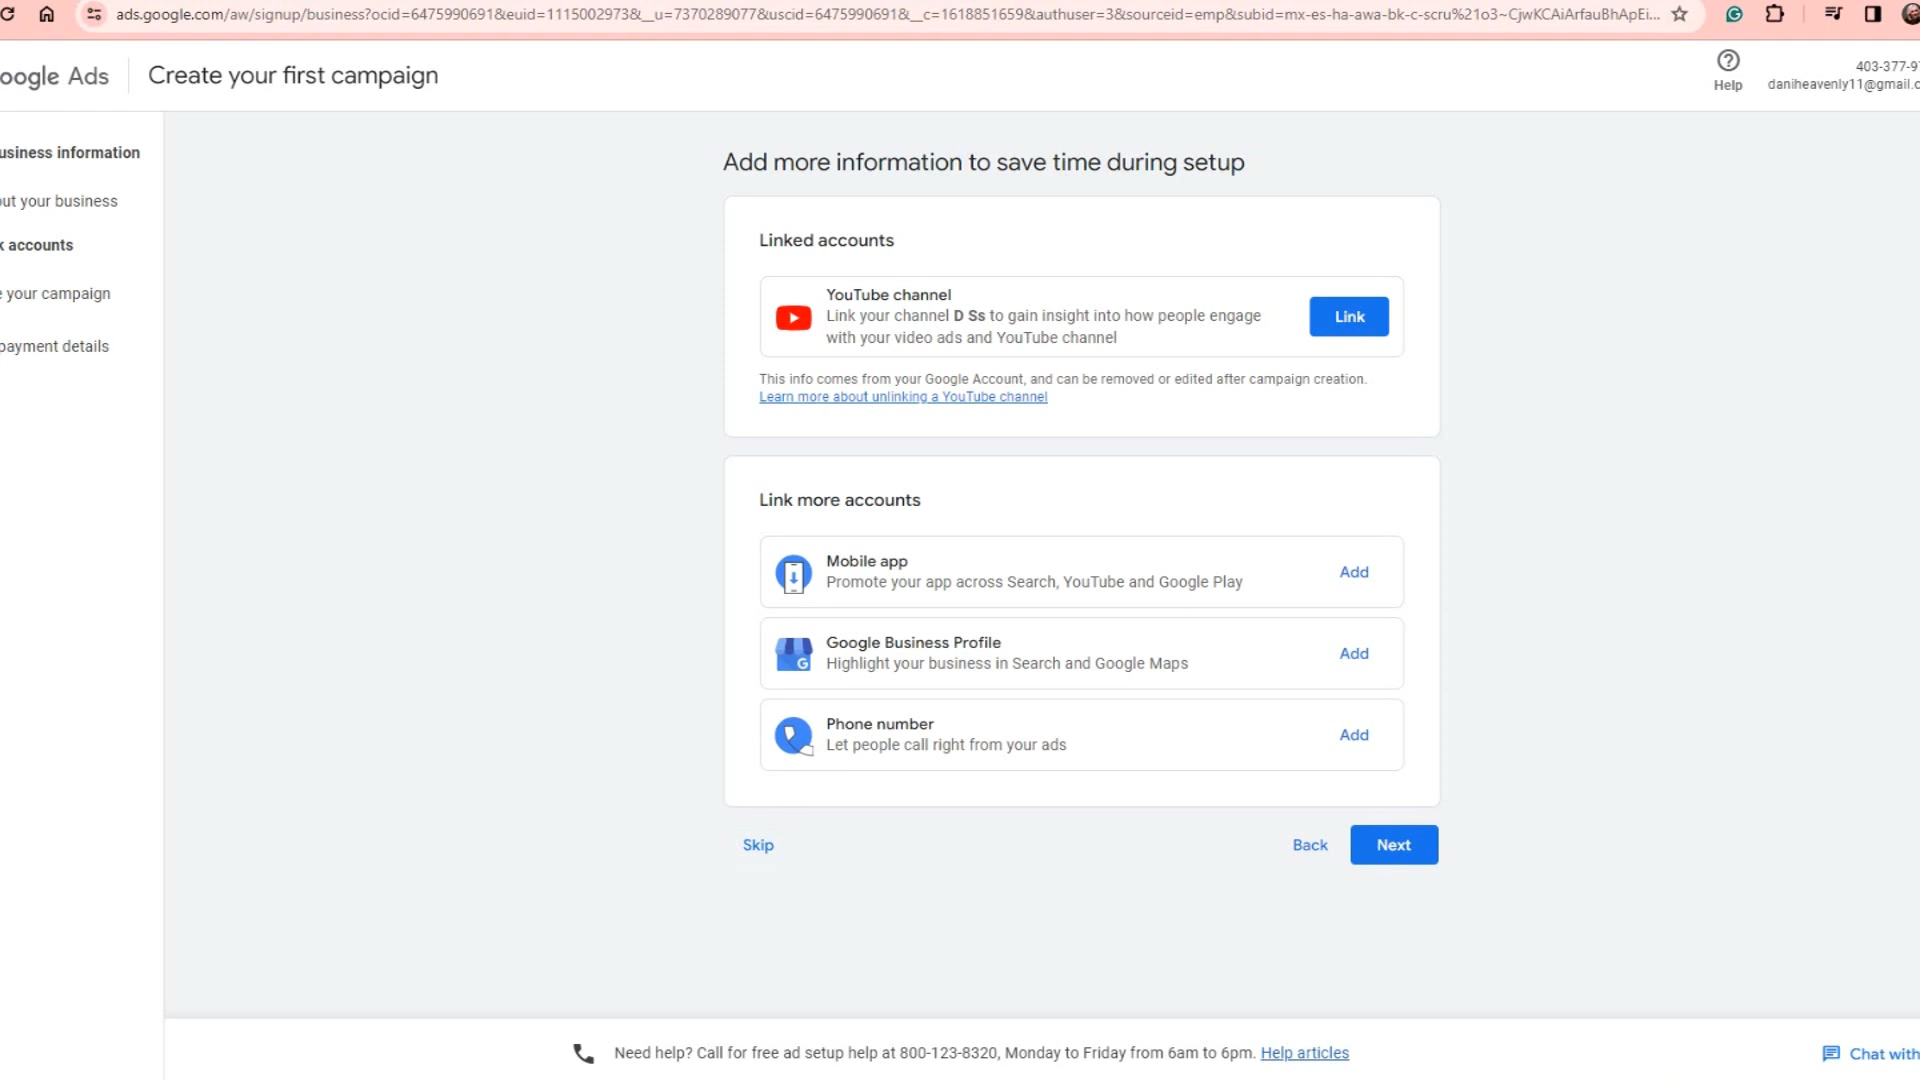 ads.google.com/aw/signup/business?ocid=6475990691&euid=1115002973&__u=7370289077&uscid=6475990691&__c=1618851659&authuser=3&sourceid=emp&subid=mx-es-ha-awa-bk-c-scru%21o3~CjwKCAiArfauBhApEi...
oogle Ads
Create your first campaign
Help
403-377-97
daniheavenly11@gmail.c
usiness information
out your business
k accounts
e your campaign
payment details
Add more information to save time during setup
Linked accounts
YouTube channel
Link your channel D Ss to gain insight into how people engage
with your video ads and YouTube channel
Link
This info comes from your Google Account, and can be removed or edited after campaign creation.
Learn more about unlinking a YouTube channel
Link more accounts
Mobile app
Promote your app across Search, YouTube and Google Play
Add
Google Business Profile
Highlight your business in Search and Google Maps
Add
Phone number
Let people call right from your ads
Add
Skip
Back
Next
Need help? Call for free ad setup help at 800-123-8320, Monday to Friday from 6am to 6pm. Help articles
Chat with